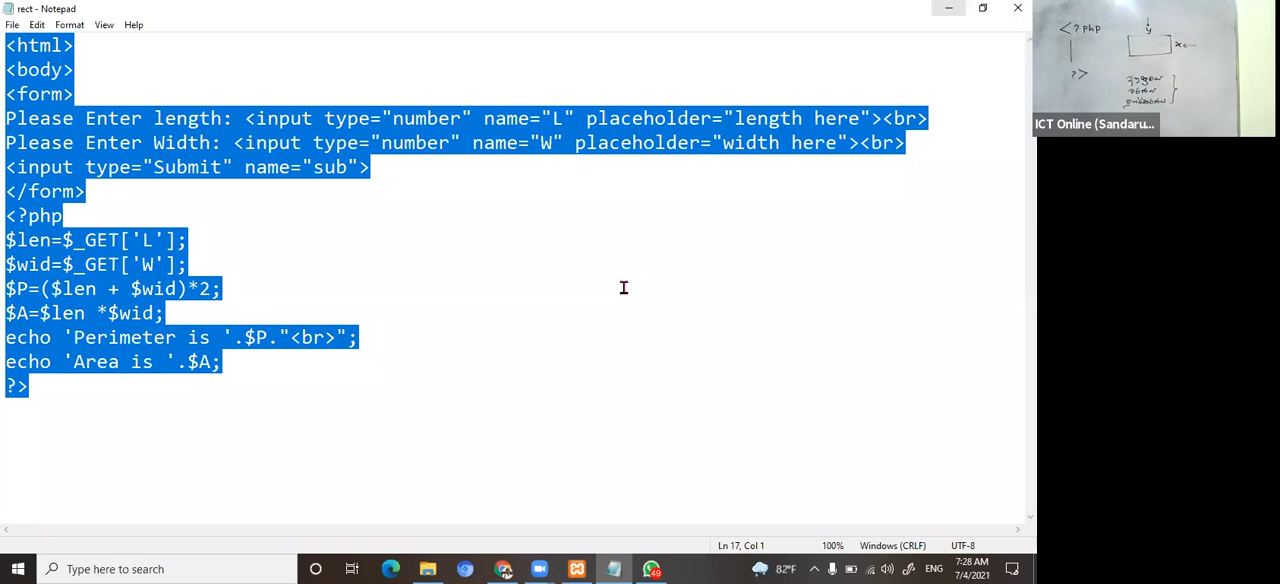 rect - Notepad
File Edit Format View Help
<html>
<body>
<form>
Please Enter length: <input type="number" name="L" placeholder="length here"><br>
Please Enter Width: <input type="number" name="W" placeholder="width here"><br>
<input type="Submit" name="sub">
</form>
<?php
$len=$_GET['L'];
$wid=$_GET['W'];
$P=($len + $wid)*2;
$A=$len *$wid;
echo 'Perimeter is '.$P."<br>";
echo 'Area is '.$A;
?>
Ln 17, Col 1 100% Windows (CRLF) UTF-8
Type here to search
49
82°F ENG
7:28 AM
7/4/2021
<?php
y
x
?>
ICT Online (Sandaru...